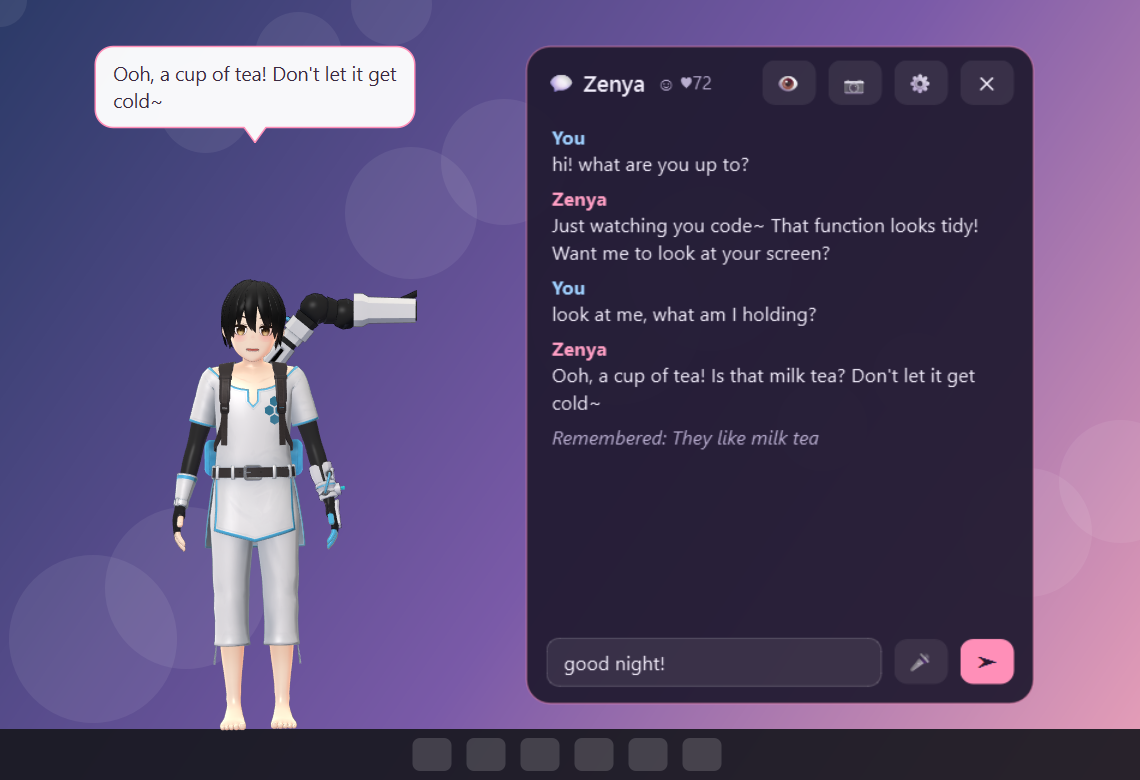 Ooh, a cup of tea! Don't let it get
cold~
Zenya ☺ ♥72
You
hi! what are you up to?
Zenya
Just watching you code~ That function looks tidy!
Want me to look at your screen?
You
look at me, what am I holding?
Zenya
Ooh, a cup of tea! Is that milk tea? Don't let it get
cold~
Remembered: They like milk tea
good night!